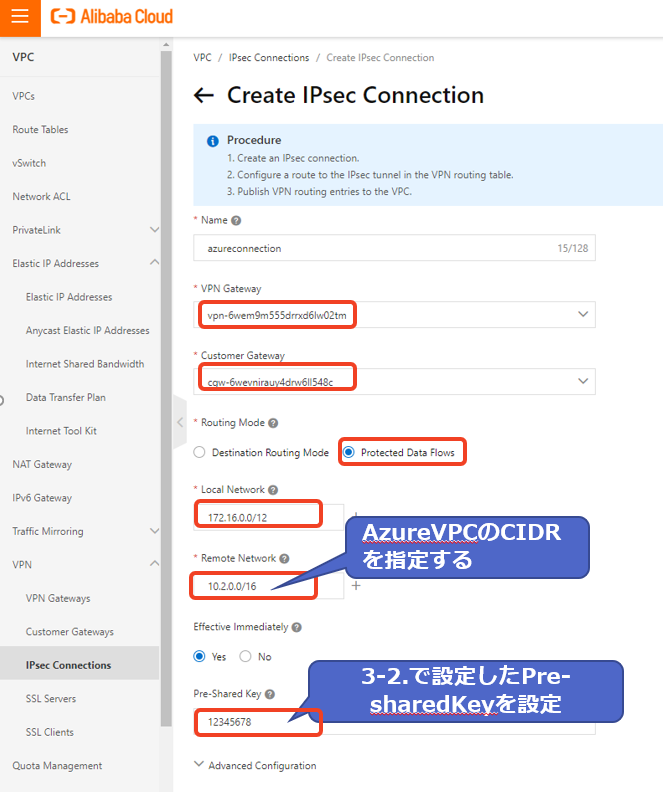 Alibaba Cloud
VPC
VPCs
Route Tables
vSwitch
Network ACL
PrivateLink
Elastic IP Addresses
Elastic IP Addresses
Anycast Elastic IP Addresses
Internet Shared Bandwidth
Data Transfer Plan
Internet Tool Kit
NAT Gateway
IPv6 Gateway
Traffic Mirroring
VPN
VPN Gateways
Customer Gateways
IPsec Connections
SSL Servers
SSL Clients
Quota Management
VPC / IPsec Connections / Create IPsec Connection
← Create IPsec Connection
Procedure
1. Create an IPsec connection.
2. Configure a route to the IPsec tunnel in the VPN routing table.
3. Publish VPN routing entries to the VPC.
* Name
azureconnection 15/128
* VPN Gateway
vpn-6wem9m555drrxd6lw02tm
* Customer Gateway
cgw-6wevnirauy4drw6ll548c
* Routing Mode
Destination Routing Mode Protected Data Flows
* Local Network
172.16.0.0/12
AzureVPCのCIDR
を指定する
* Remote Network
10.2.0.0/16
Effective Immediately
Yes No
3-2.で設定したPre-
sharedKeyを設定
Pre-Shared Key
12345678
Advanced Configuration